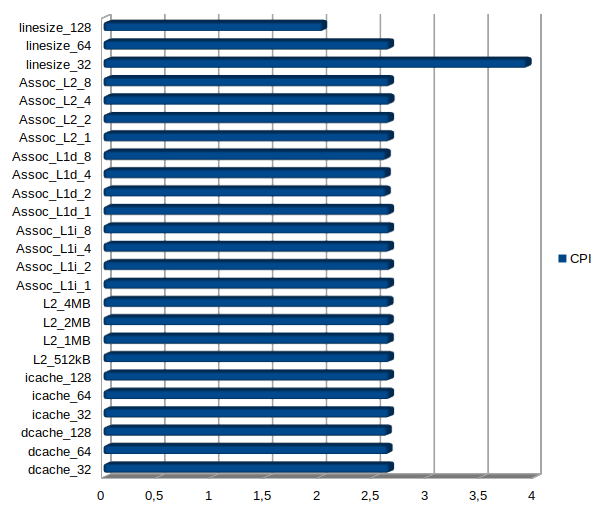 linesize_128
linesize_64
linesize_32
Assoc_L2_8
Assoc_L2_4
Assoc_L2_2
Assoc_L2_1
Assoc_L1d_8
Assoc_L1d_4
Assoc_L1d_2
Assoc_L1d_1
Assoc_L1i_8
Assoc_L1i_4
Assoc_L1i_2
Assoc_L1i_1
L2_4MB
L2_2MB
L2_1MB
L2_512kB
icache_128
icache_64
icache_32
dcache_128
dcache_64
dcache_32
0 0,5 1 1,5 2 2,5 3 3,5 4
CPI